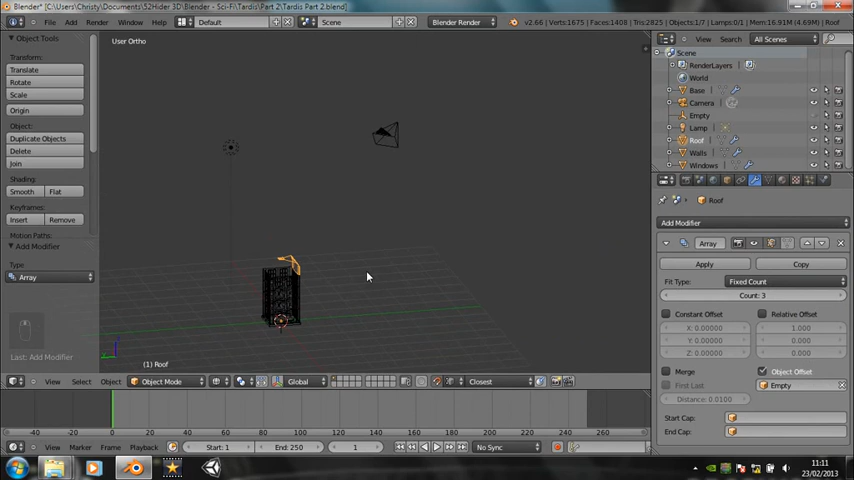 Blender* [C:\Users\Christy\Documents\52Hider 3D\Blender - Sci-Fi\Tardis Part 2\Tardis Part 2.blend]
File Add Render Window Help Default Scene Blender Render v2.66 | Verts:1675 | Faces:1408 | Tris:2825 | Objects:1/7 | Lamps:0/1 | Mem:16.91M (4.69M) | Roof
Object Tools
Transform:
Translate
Rotate
Scale
Origin
Object:
Duplicate Objects
Delete
Join
Shading:
Smooth Flat
Keyframes:
Insert Remove
Motion Paths:
Add Modifier
Type
Array
Last: Add Modifier
User Ortho
(1) Roof
View Search All Scenes
Scene
RenderLayers
World
Base
Camera
Empty
Lamp
Roof
Walls
Windows
Roof
Add Modifier
Array
Apply Copy
Fit Type: Fixed Count
Count: 3
Constant Offset Relative Offset
X: 0.00000 1.000
Y: 0.00000 0.000
Z: 0.00000 0.000
Merge Object Offset
First Last Empty
Distance: 0.0100
Start Cap:
End Cap:
View Select Object Object Mode Global Closest
-40 -20 0 20 40 60 80 100 120 140 160 180 200 220 240 260
View Marker Frame Playback Start: 1 End: 250 1 No Sync
11:11
23/02/2013